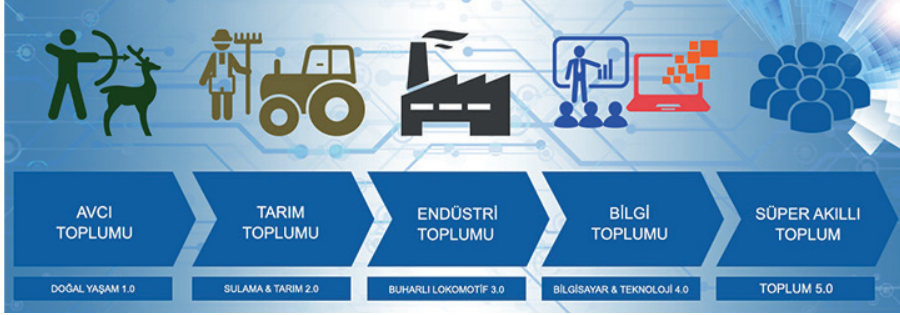 AVCI
TOPLUMU
TARIM
TOPLUMU
ENDÜSTRİ
TOPLUMU
BİLGİ
TOPLUMU
SÜPER AKILLI
TOPLUM
DOĞAL YAŞAM 1.0
SULAMA & TARIM 2.0
BUHARLI LOKOMOTİF 3.0
BİLGİSAYAR & TEKNOLOJİ 4.0
TOPLUM 5.0